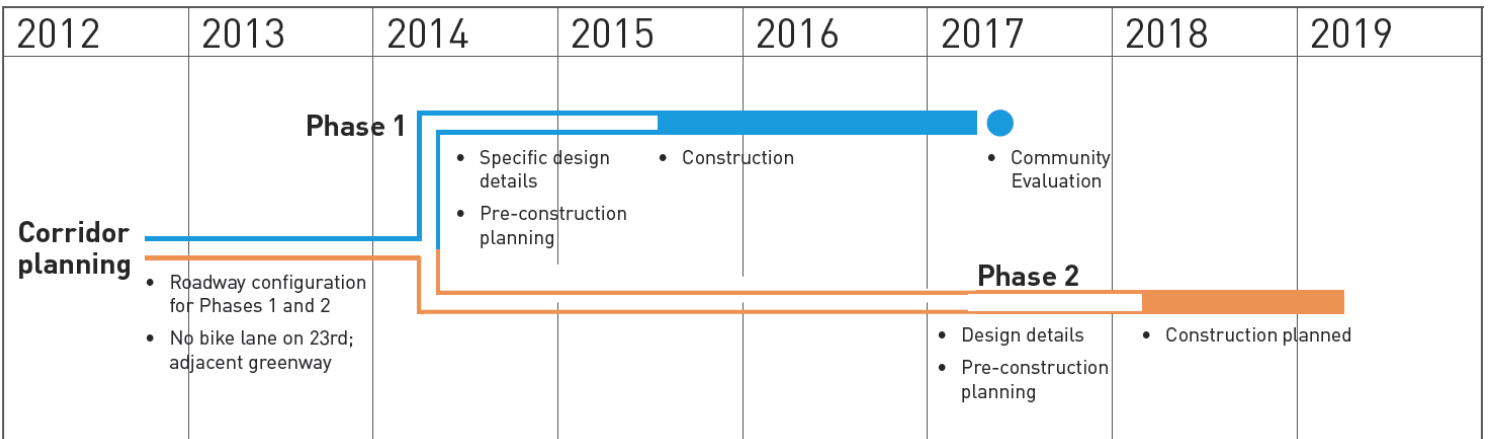 2012 2013 2014 2015 2016 2017 2018 2019
Phase 1
• Specific design
details
• Pre-construction
planning
• Construction
• Community
Evaluation
Corridor
planning
• Roadway configuration
for Phases 1 and 2
• No bike lane on 23rd;
adjacent greenway
Phase 2
• Design details
• Pre-construction
planning
• Construction planned